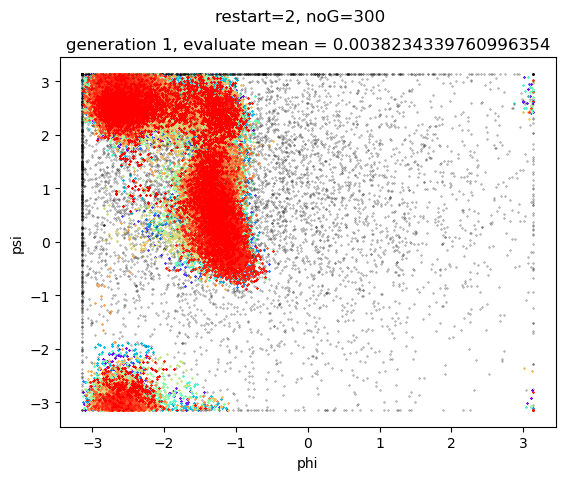 restart=2, noG=300
generation 1, evaluate mean = 0.0038234339760996354
3
2
1
0
−1
−2
−3
psi
−3 −2 −1 0 1 2 3
phi